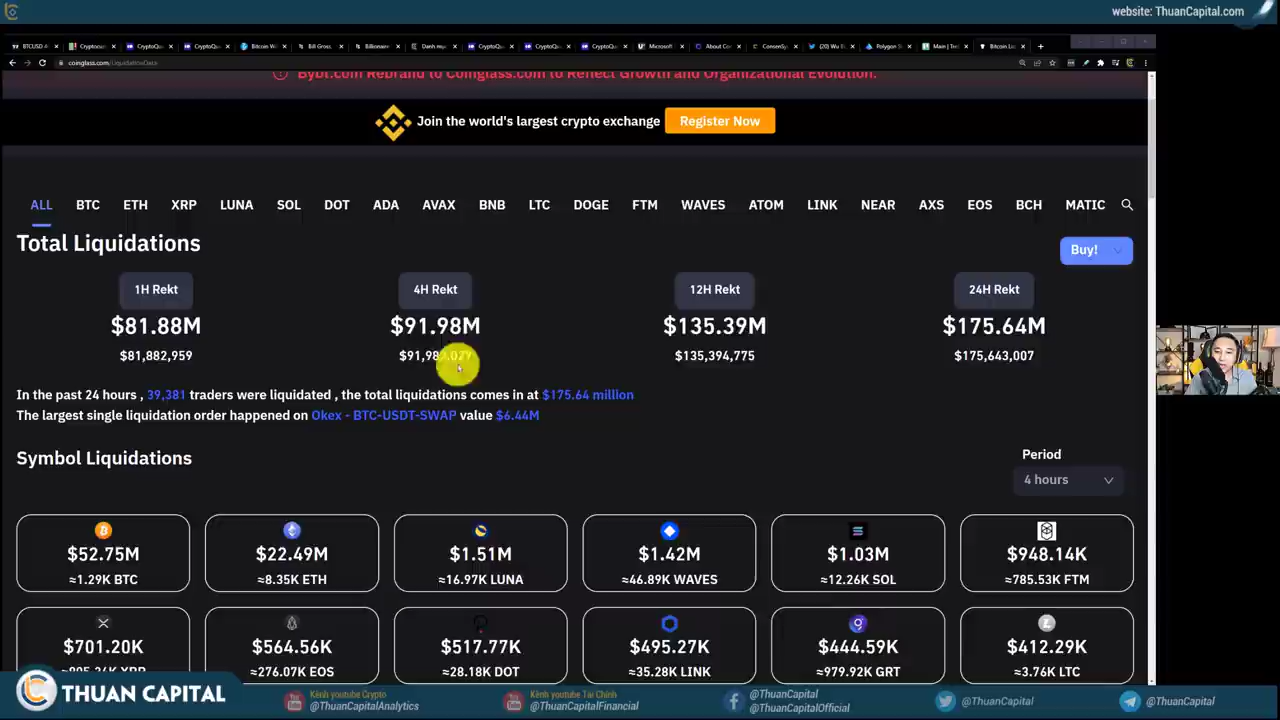 website: ThuanCapital.com
coinglass.com/LiquidationData
Bybt.com Rebrand to Coinglass.com to Reflect Growth and Organizational Evolution.
Join the world's largest crypto exchange Register Now
ALL BTC ETH XRP LUNA SOL DOT ADA AVAX BNB LTC DOGE FTM WAVES ATOM LINK NEAR AXS EOS BCH MATIC
Total Liquidations
Buy!
1H Rekt 4H Rekt 12H Rekt 24H Rekt
$81.88M $91.98M $135.39M $175.64M
$81,882,959 $135,394,775 $175,643,007
In the past 24 hours , 39,381 traders were liquidated , the total liquidations comes in at $175.64 million
The largest single liquidation order happened on Okex - BTC-USDT-SWAP value $6.44M
Symbol Liquidations
Period
4 hours
$52.75M $22.49M $1.51M $1.42M $1.03M $948.14K
≈1.29K BTC ≈8.35K ETH ≈16.97K LUNA ≈46.89K WAVES ≈12.26K SOL ≈785.53K FTM
$701.20K $564.56K $517.77K $495.27K $444.59K $412.29K
≈276.07K EOS ≈28.18K DOT ≈35.28K LINK ≈979.92K GRT ≈3.76K LTC
THUAN CAPITAL
Kênh youtube Crypto
@ThuanCapitalAnalytics
Kênh youtube Tài Chính
@ThuanCapitalFinancial
@ThuanCapital
@ThuanCapitalOfficial
@ThuanCapital
@ThuanCapital